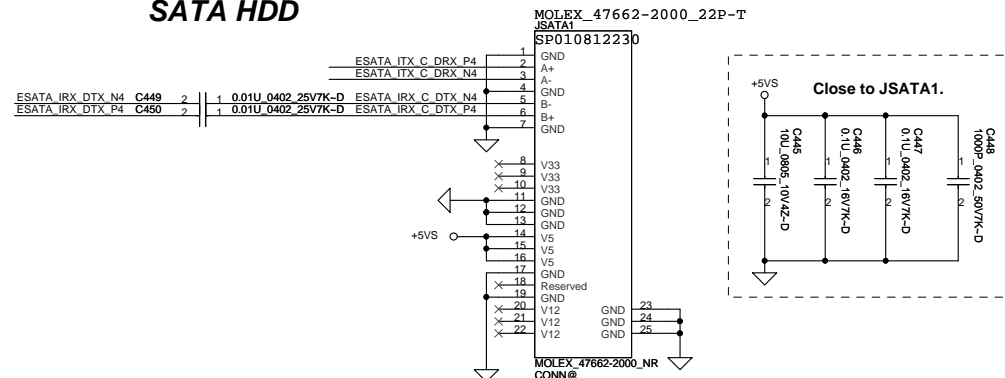 SATA HDD
MOLEX_47662-2000_22P-T
JSATA1
SP010812230
1 GND
ESATA_ITX_C_DRX_P4 2 A+
ESATA_ITX_C_DRX_N4 3 A-
4 GND
ESATA_IRX_DTX_N4 C449 2 1 0.01U_0402_25V7K~D ESATA_IRX_C_DTX_N4 5 B-
ESATA_IRX_DTX_P4 C450 2 1 0.01U_0402_25V7K~D ESATA_IRX_C_DTX_P4 6 B+
7 GND
8 V33
9 V33
10 V33
11 GND
12 GND
13 GND
+5VS 14 V5
15 V5
16 V5
17 GND
18 Reserved
19 GND
20 V12 GND 23
21 V12 GND 24
22 V12 GND 25
MOLEX_47662-2000_NR
CONN@
+5VS
Close to JSATA1.
1 2 C445
10U_0805_10V4Z~D
1 2 C446
0.1U_0402_16V7K~D
1 2 C447
0.1U_0402_16V7K~D
1 2 C448
1000P_0402_50V7K~D